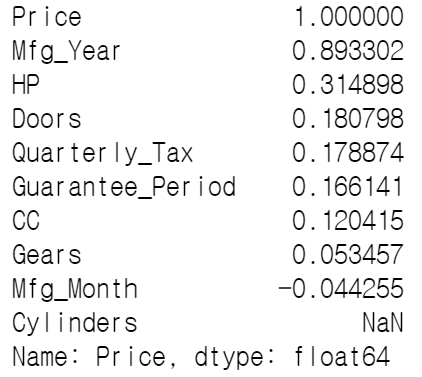 Price                1.000000
Mfg_Year             0.893302
HP                   0.314898
Doors                0.180798
Quarterly_Tax        0.178874
Guarantee_Period     0.166141
CC                   0.120415
Gears                0.053457
Mfg_Month           -0.044255
Cylinders                 NaN
Name: Price, dtype: float64